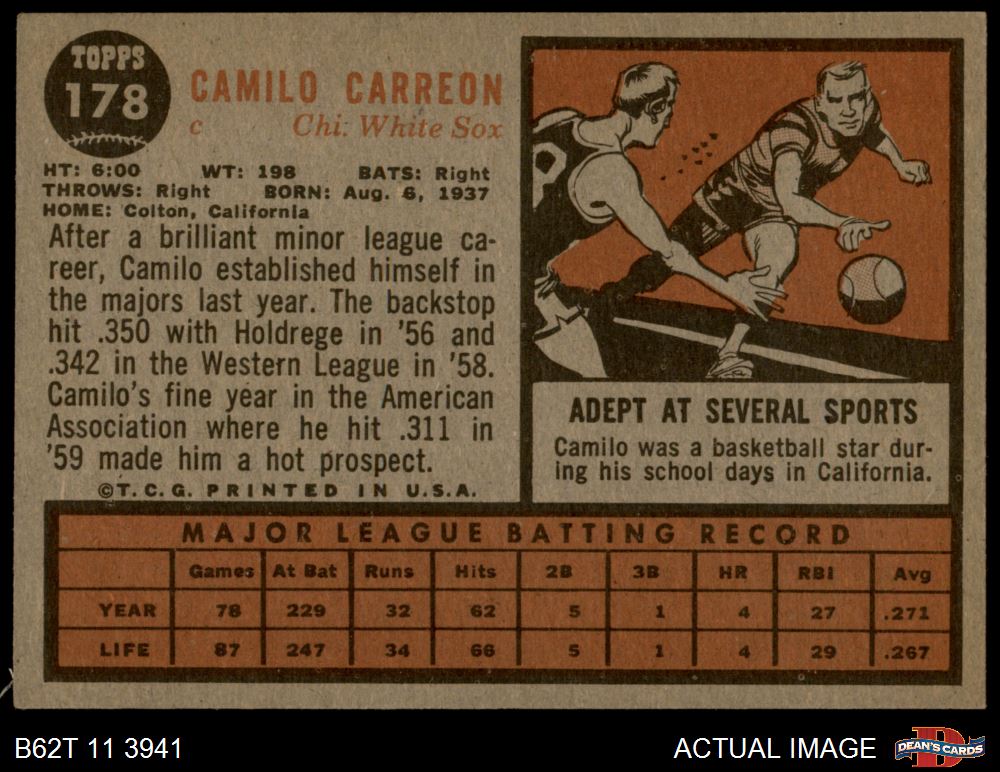 TOPPS
178
CAMILO CARREON
c Chi: White Sox
HT: 6:00 WT: 198 BATS: Right
THROWS: Right BORN: Aug. 6, 1937
HOME: Colton, California
After a brilliant minor league ca-
reer, Camilo established himself in
the majors last year. The backstop
hit .350 with Holdrege in '56 and
.342 in the Western League in '58.
Camilo's fine year in the American
Association where he hit .311 in
'59 made him a hot prospect.
©T.C.G. PRINTED IN U.S.A.
ADEPT AT SEVERAL SPORTS
Camilo was a basketball star dur-
ing his school days in California.
MAJOR LEAGUE BATTING RECORD
Games At Bat Runs Hits 2B 3B HR RBI Avg
YEAR 78 229 32 62 5 1 4 27 .271
LIFE 87 247 34 66 5 1 4 29 .267
B62T 11 3941
ACTUAL IMAGE
DEAN'S CARDS